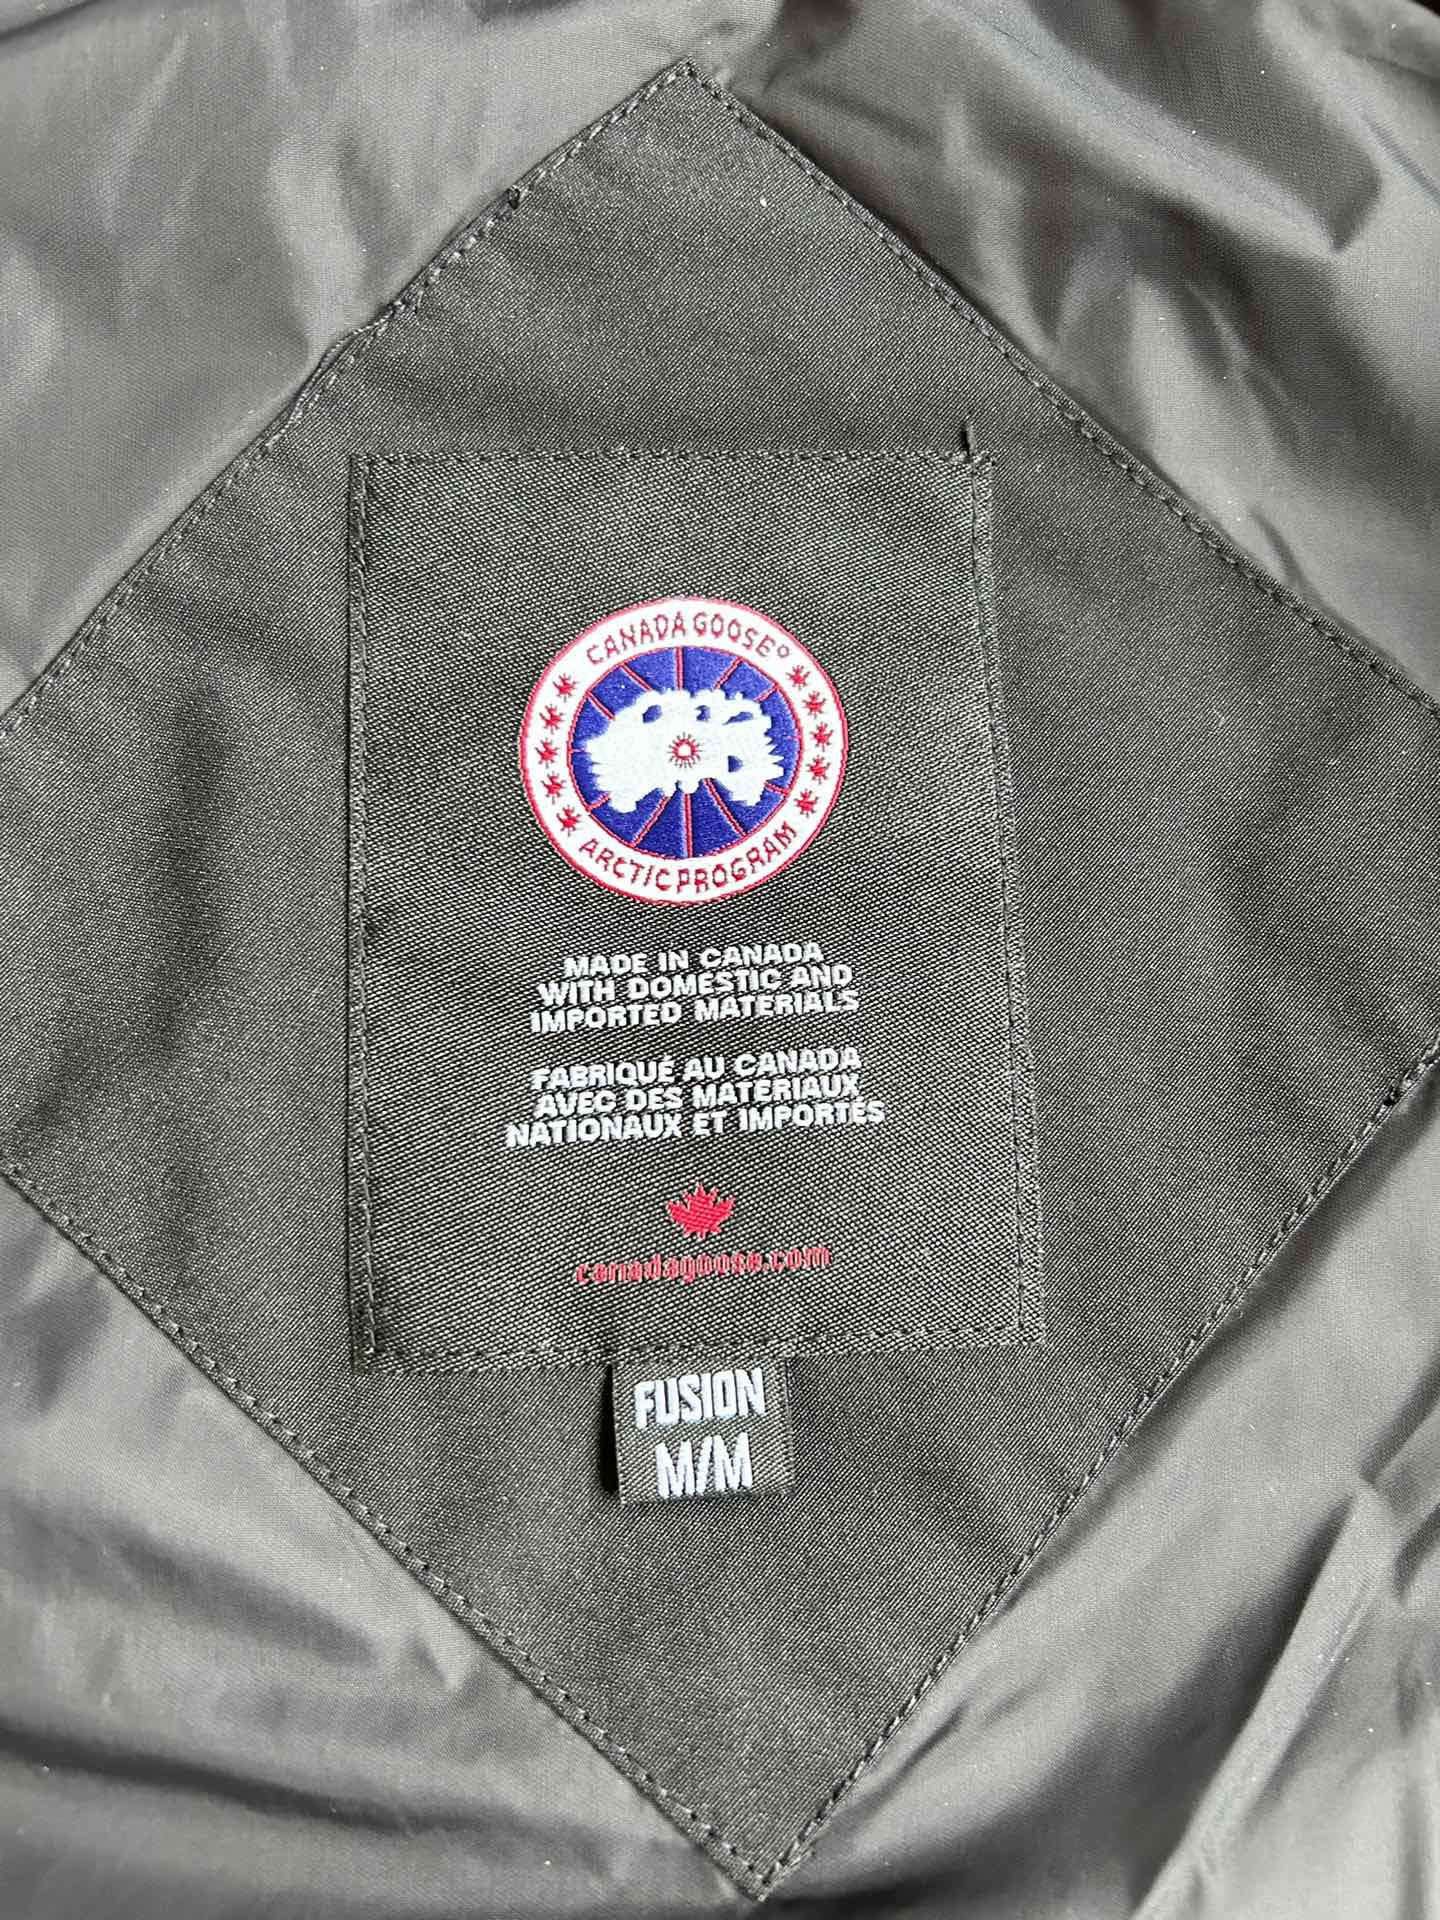 CANADA GOOSE
ARCTIC PROGRAM
MADE IN CANADA
WITH DOMESTIC AND
IMPORTED MATERIALS
FABRIQUÉ AU CANADA
AVEC DES MATERIAUX
NATIONAUX ET IMPORTÉS
canadagoose.com
FUSION
M/M